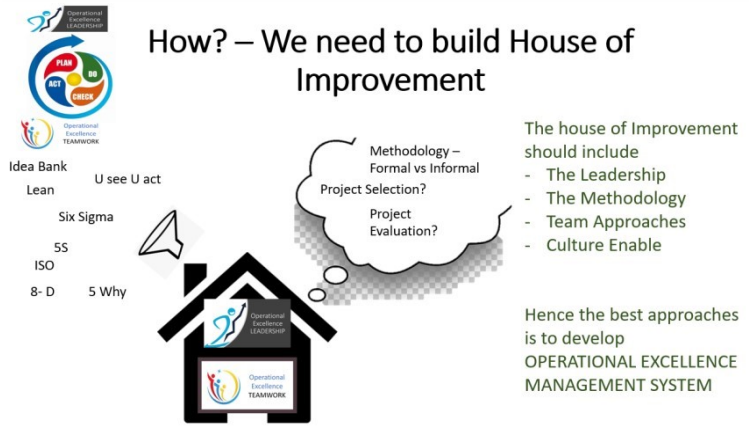 Operational
Excellence
LEADERSHIP
How? – We need to build House of
Improvement
PLAN
DO
ACT
CHECK
Operational
Excellence
TEAMWORK
Idea Bank
U see U act
Lean
Six Sigma
5S
ISO
8- D
5 Why
Methodology –
Formal vs Informal
Project Selection?
Project
Evaluation?
Operational
Excellence
LEADERSHIP
Operational
Excellence
TEAMWORK
The house of Improvement
should include
- The Leadership
- The Methodology
- Team Approaches
- Culture Enable
Hence the best approaches
is to develop
OPERATIONAL EXCELLENCE
MANAGEMENT SYSTEM